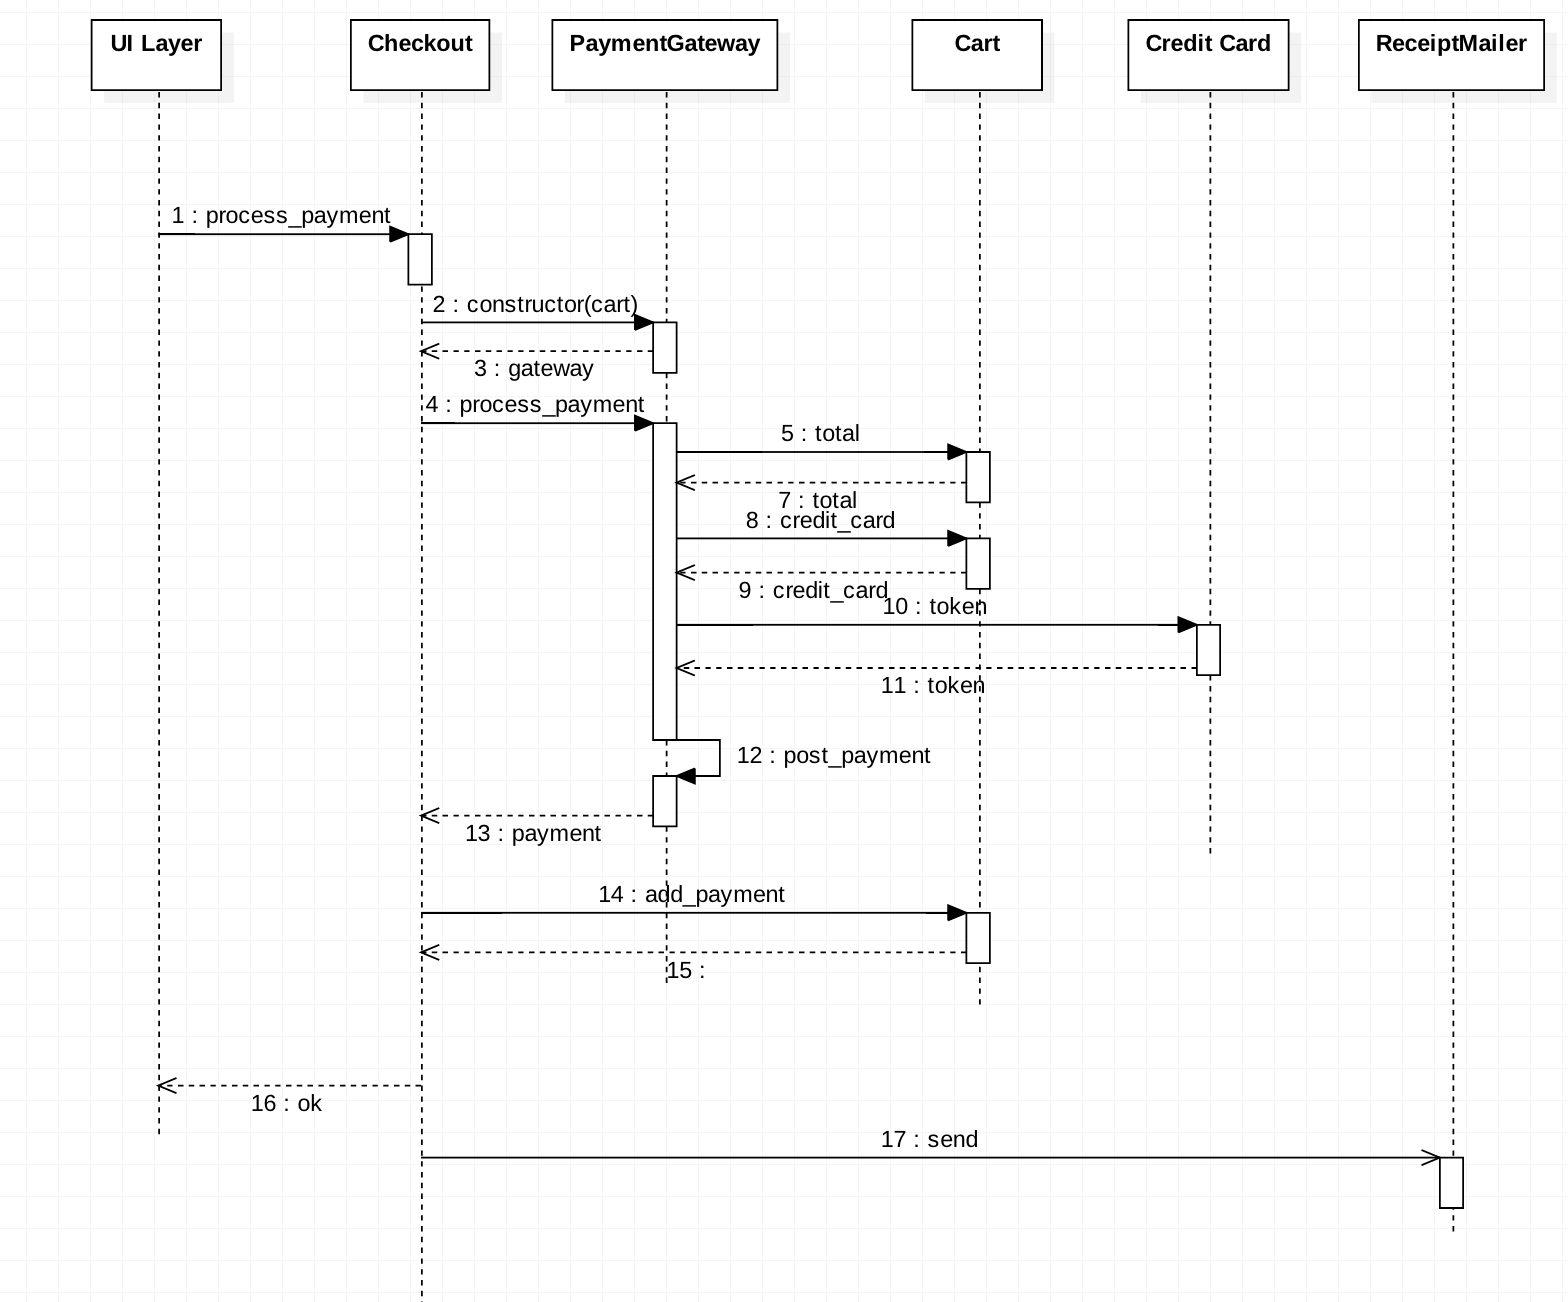 UI Layer
Checkout
PaymentGateway
Cart
Credit Card
ReceiptMailer
1 : process_payment
2 : constructor(cart)
3 : gateway
4 : process_payment
5 : total
7 : total
8 : credit_card
9 : credit_card
10 : token
11 : token
12 : post_payment
13 : payment
14 : add_payment
15 :
16 : ok
17 : send